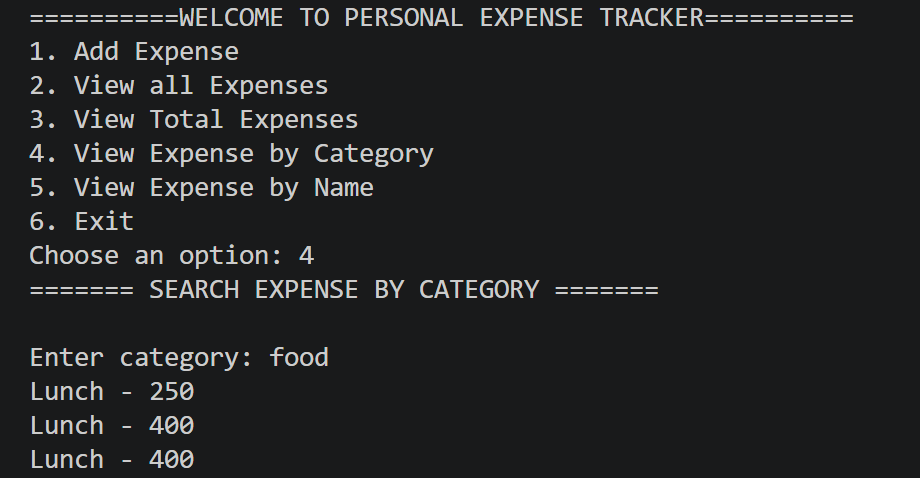 ==========WELCOME TO PERSONAL EXPENSE TRACKER==========
1. Add Expense
2. View all Expenses
3. View Total Expenses
4. View Expense by Category
5. View Expense by Name
6. Exit
Choose an option: 4
======= SEARCH EXPENSE BY CATEGORY =======
Enter category: food
Lunch - 250
Lunch - 400
Lunch - 400